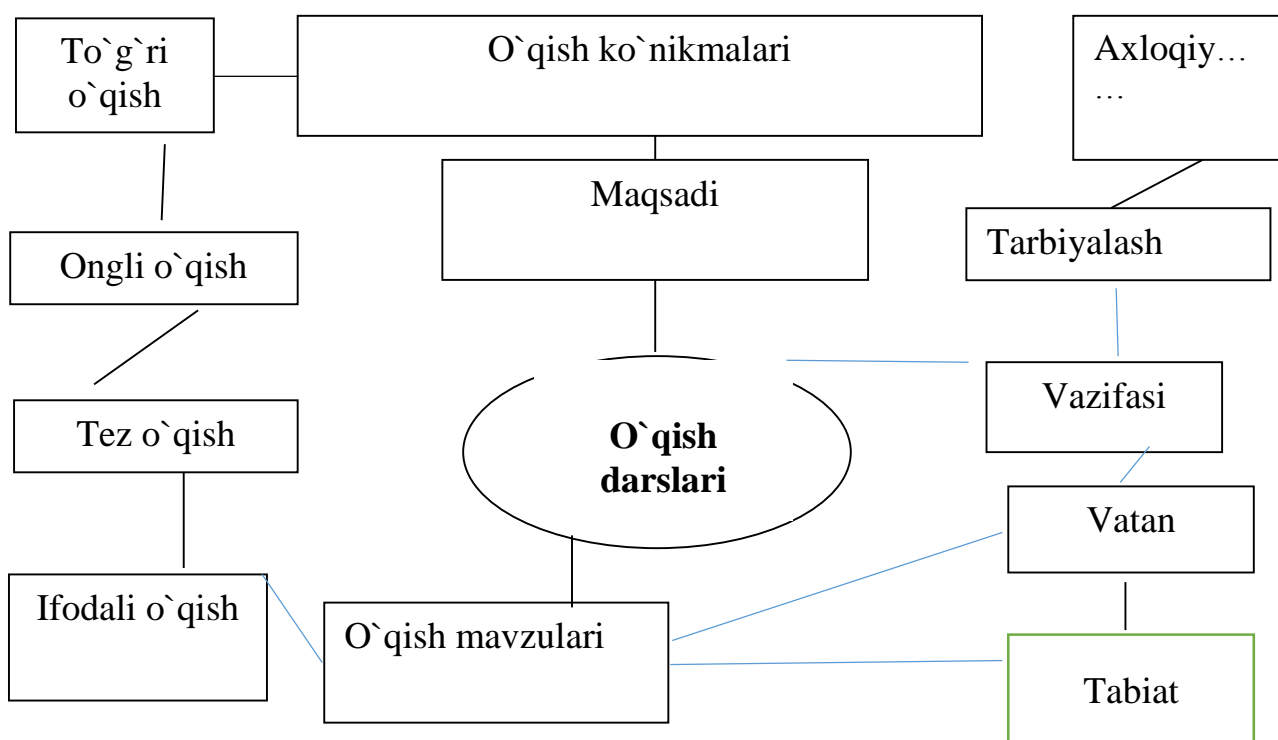 To`g`ri
o`qish
O`qish ko`nikmalari
Axloqiy…
…
Maqsadi
Ongli o`qish
Tarbiyalash
Tez o`qish
O`qish
darslari
Vazifasi
Vatan
Ifodali o`qish
O`qish mavzulari
Tabiat